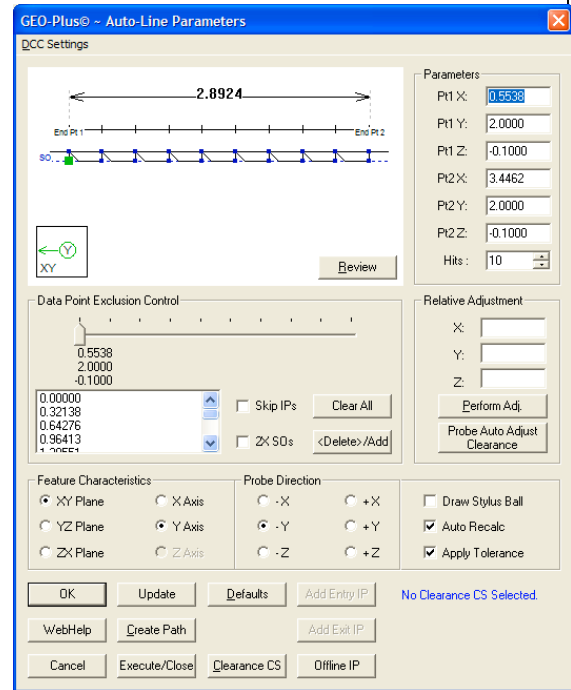 GEO-Plus© ~ Auto-Line Parameters
DCC Settings
2.8924
End Pt 1
End Pt 2
SO
XY
Y
Review
Parameters
Pt1 X: 0.5538
Pt1 Y: 2.0000
Pt1 Z: -0.1000
Pt2 X: 3.4462
Pt2 Y: 2.0000
Pt2 Z: -0.1000
Hits : 10
Data Point Exclusion Control
0.5538
2.0000
-0.1000
0.00000
0.32138
0.64276
0.96413
Skip IPs
Clear All
2X SOs
<Delete>/Add
Relative Adjustment
X:
Y:
Z:
Perform Adj.
Probe Auto Adjust
Clearance
Feature Characteristics
XY Plane X Axis
YZ Plane Y Axis
ZX Plane Z Axis
Probe Direction
- X + X
- Y + Y
- Z + Z
Draw Stylus Ball
Auto Recalc
Apply Tolerance
OK Update Defaults Add Entry IP
No Clearance CS Selected.
WebHelp Create Path Add Exit IP
Cancel Execute/Close Clearance CS Offline IP